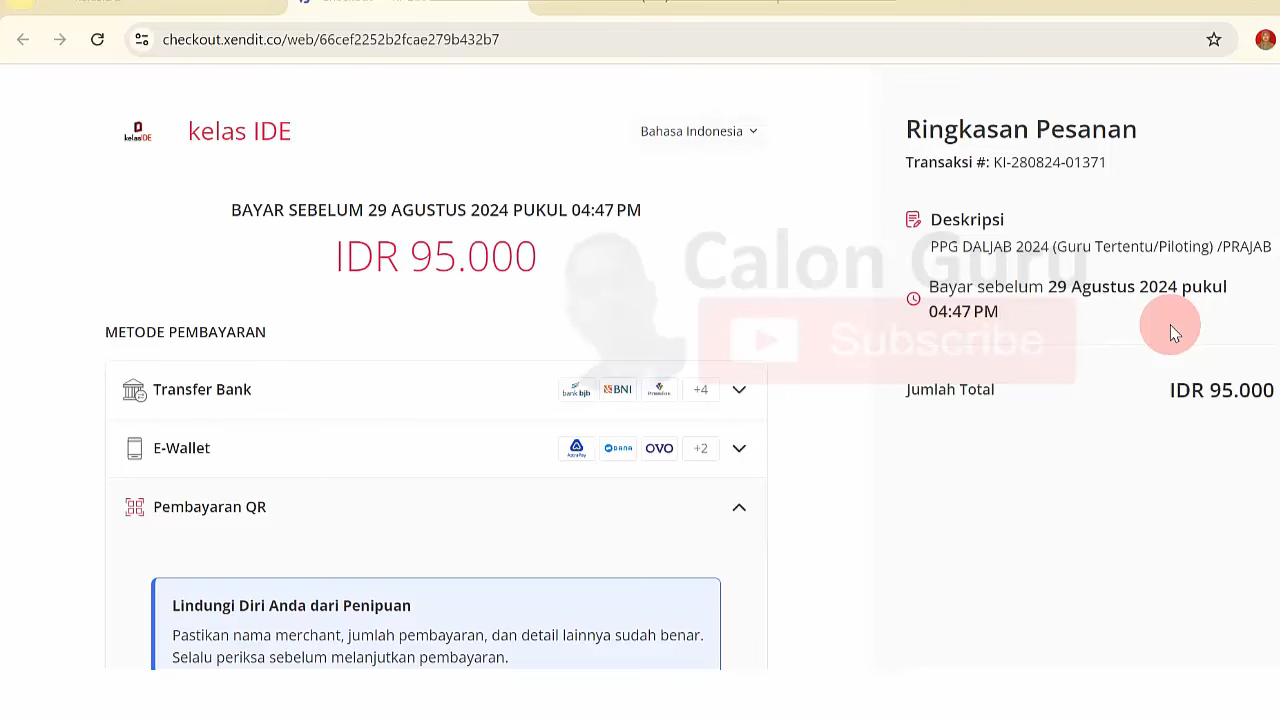 checkout.xendit.co/web/66cef2252b2fcae279b432b7
kelasIDE
kelas IDE
Bahasa Indonesia
BAYAR SEBELUM 29 AGUSTUS 2024 PUKUL 04:47 PM
IDR 95.000
METODE PEMBAYARAN
Transfer Bank
bank bjb BNI +4
E-Wallet
AstraPay DANA OVO +2
Pembayaran QR
Lindungi Diri Anda dari Penipuan
Pastikan nama merchant, jumlah pembayaran, dan detail lainnya sudah benar.
Selalu periksa sebelum melanjutkan pembayaran.
Ringkasan Pesanan
Transaksi #: KI-280824-01371
Deskripsi
PPG DALJAB 2024 (Guru Tertentu/Piloting) /PRAJAB
Bayar sebelum 29 Agustus 2024 pukul
04:47 PM
Jumlah Total IDR 95.000
Calon Guru
Subscribe